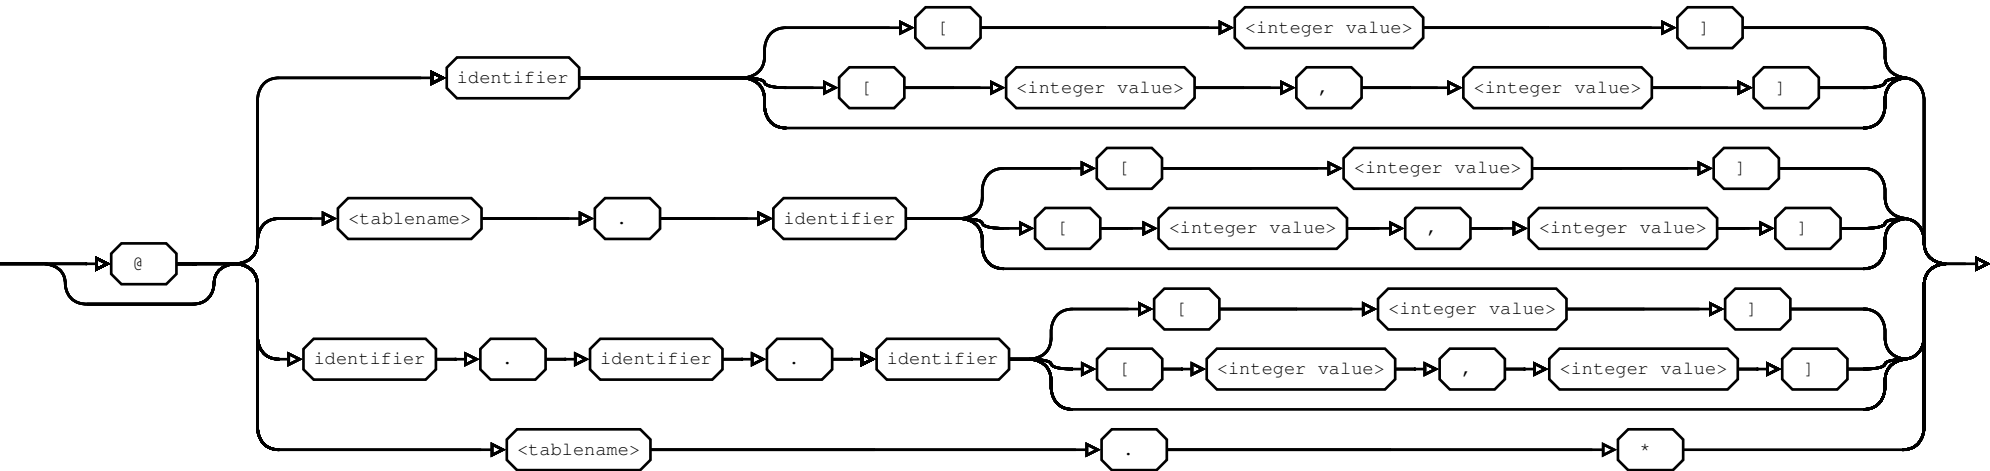 [ <integer value> ]
identifier
[ <integer value> , <integer value> ]
[ <integer value> ]
<tablename> . identifier
[ <integer value> , <integer value> ]
@
[ <integer value> ]
identifier . identifier . identifier
[ <integer value> , <integer value> ]
<tablename> . *